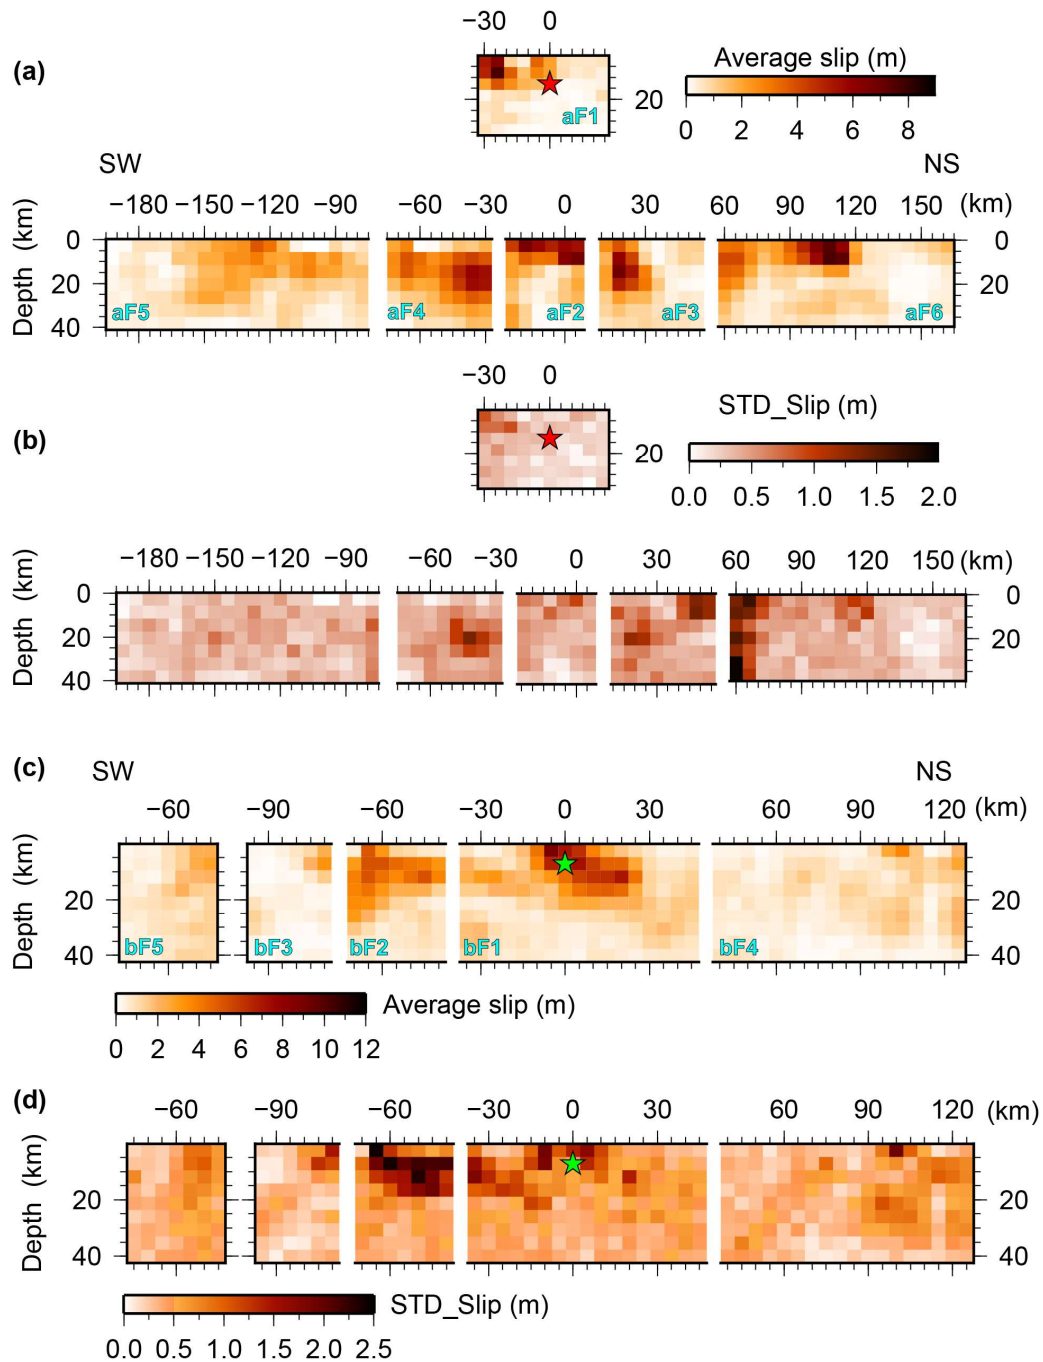 −30 0
(a)
Average slip (m)
20
aF1
0 2 4 6 8
SW NS
−180 −150 −120 −90 −60 −30 0 30 60 90 120 150 (km)
Depth (km)
0 0
20 20
40
aF5 aF4 aF2 aF3 aF6
−30 0
(b)
STD_Slip (m)
20
0.0 0.5 1.0 1.5 2.0
−180 −150 −120 −90 −60 −30 0 30 60 90 120 150 (km)
Depth (km)
0 0
20 20
40
(c)
SW NS
−60 −90 −60 −30 0 30 60 90 120 (km)
Depth (km)
20 20
40 40
bF5 bF3 bF2 bF1 bF4
Average slip (m)
0 2 4 6 8 10 12
(d)
−60 −90 −60 −30 0 30 60 90 120 (km)
Depth (km)
20 20
40 40
STD_Slip (m)
0.0 0.5 1.0 1.5 2.0 2.5